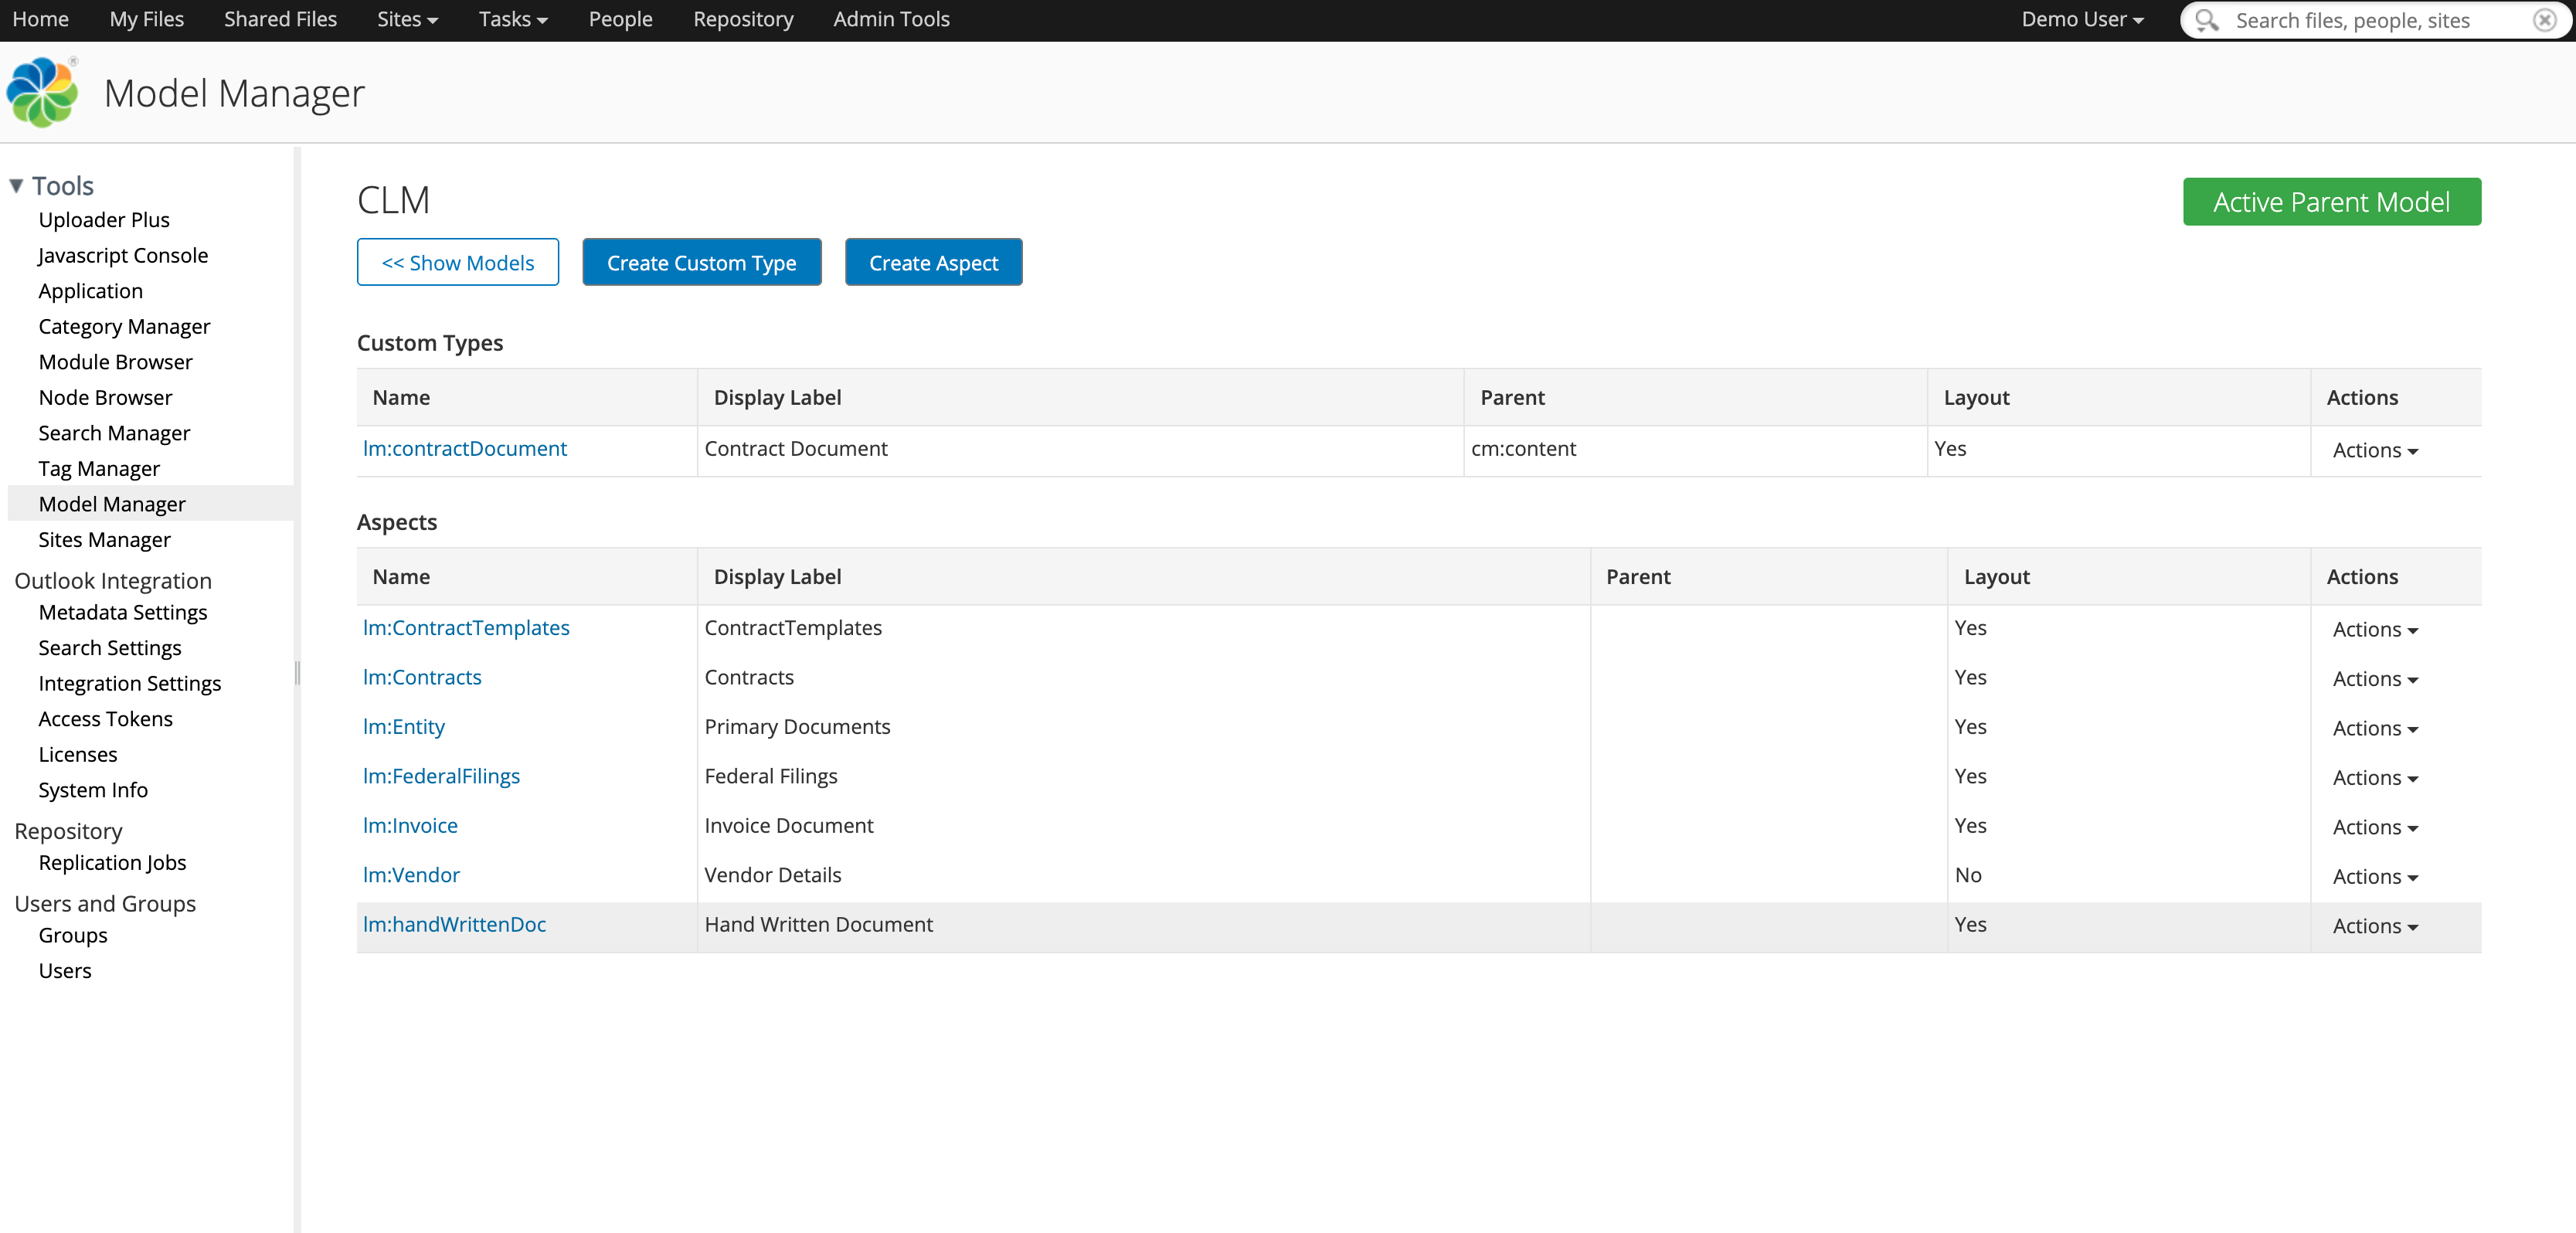 Home My Files Shared Files Sites Tasks People Repository Admin Tools Demo User Search files, people, sites
® Model Manager
Tools
Uploader Plus
Javascript Console
Application
Category Manager
Module Browser
Node Browser
Search Manager
Tag Manager
Model Manager
Sites Manager
Outlook Integration
Metadata Settings
Search Settings
Integration Settings
Access Tokens
Licenses
System Info
Repository
Replication Jobs
Users and Groups
Groups
Users
CLM
Active Parent Model
<< Show Models Create Custom Type Create Aspect
Custom Types
Name Display Label Parent Layout Actions
lm:contractDocument Contract Document cm:content Yes Actions
Aspects
Name Display Label Parent Layout Actions
lm:ContractTemplates ContractTemplates Yes Actions
lm:Contracts Contracts Yes Actions
lm:Entity Primary Documents Yes Actions
lm:FederalFilings Federal Filings Yes Actions
lm:Invoice Invoice Document Yes Actions
lm:Vendor Vendor Details No Actions
lm:handWrittenDoc Hand Written Document Yes Actions